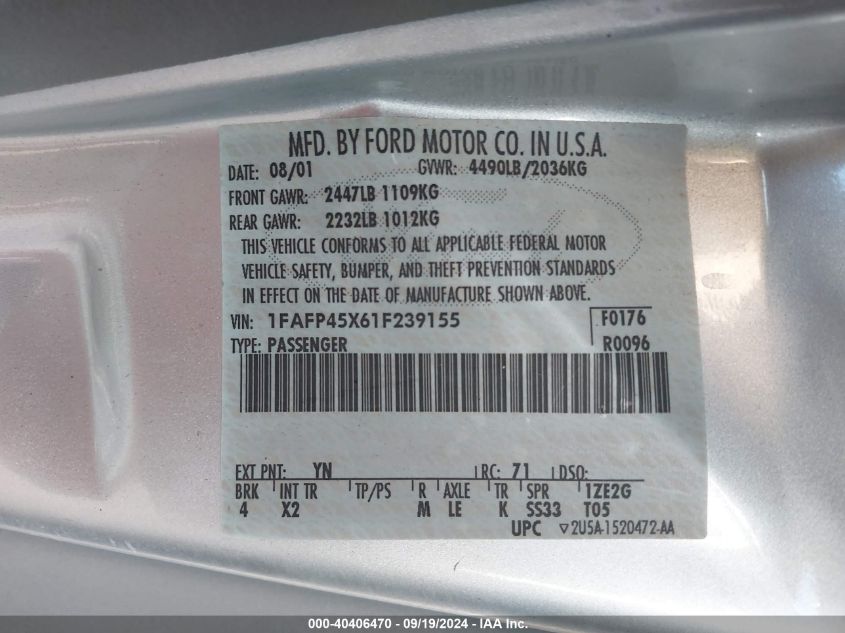 MFD. BY FORD MOTOR CO. IN U.S.A.
DATE: 08/01 GVWR: 4490LB/2036KG
FRONT GAWR: 2447LB 1109KG
REAR GAWR: 2232LB 1012KG
THIS VEHICLE CONFORMS TO ALL APPLICABLE FEDERAL MOTOR
VEHICLE SAFETY, BUMPER, AND THEFT PREVENTION STANDARDS
IN EFFECT ON THE DATE OF MANUFACTURE SHOWN ABOVE.
VIN: 1FAFP45X61F239155 F0176
TYPE: PASSENGER R0096
EXT PNT: YN RC: 71 DSO:
BRK INT TR TP/PS R AXLE TR SPR 1ZE2G
4 X2 M LE K SS33 T05
UPC ▽2U5A-1520472-AA
000-40406470 - 09/19/2024 - IAA Inc.